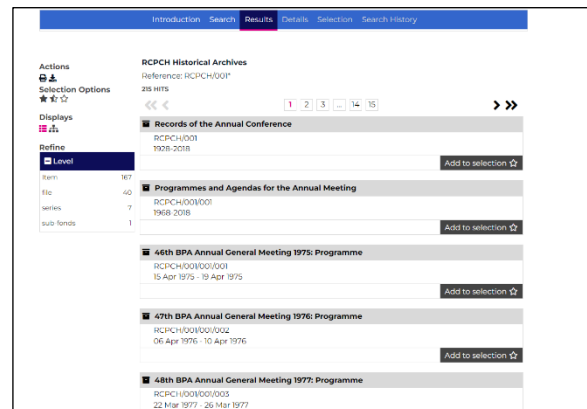 Introduction Search Results Details Selection Search History
Actions
Selection Options
Displays
Refine
Level
item 167
file 40
series 7
sub-fonds 1
RCPCH Historical Archives
Reference: RCPCH/001*
215 HITS
1 2 3 ... 14 15
Records of the Annual Conference
RCPCH/001
1928-2018
Add to selection
Programmes and Agendas for the Annual Meeting
RCPCH/001/001
1968-2018
Add to selection
46th BPA Annual General Meeting 1975: Programme
RCPCH/001/001/001
15 Apr 1975 - 19 Apr 1975
Add to selection
47th BPA Annual General Meeting 1976: Programme
RCPCH/001/001/002
06 Apr 1976 - 10 Apr 1976
Add to selection
48th BPA Annual General Meeting 1977: Programme
RCPCH/001/001/003
22 Mar 1977 - 26 Mar 1977